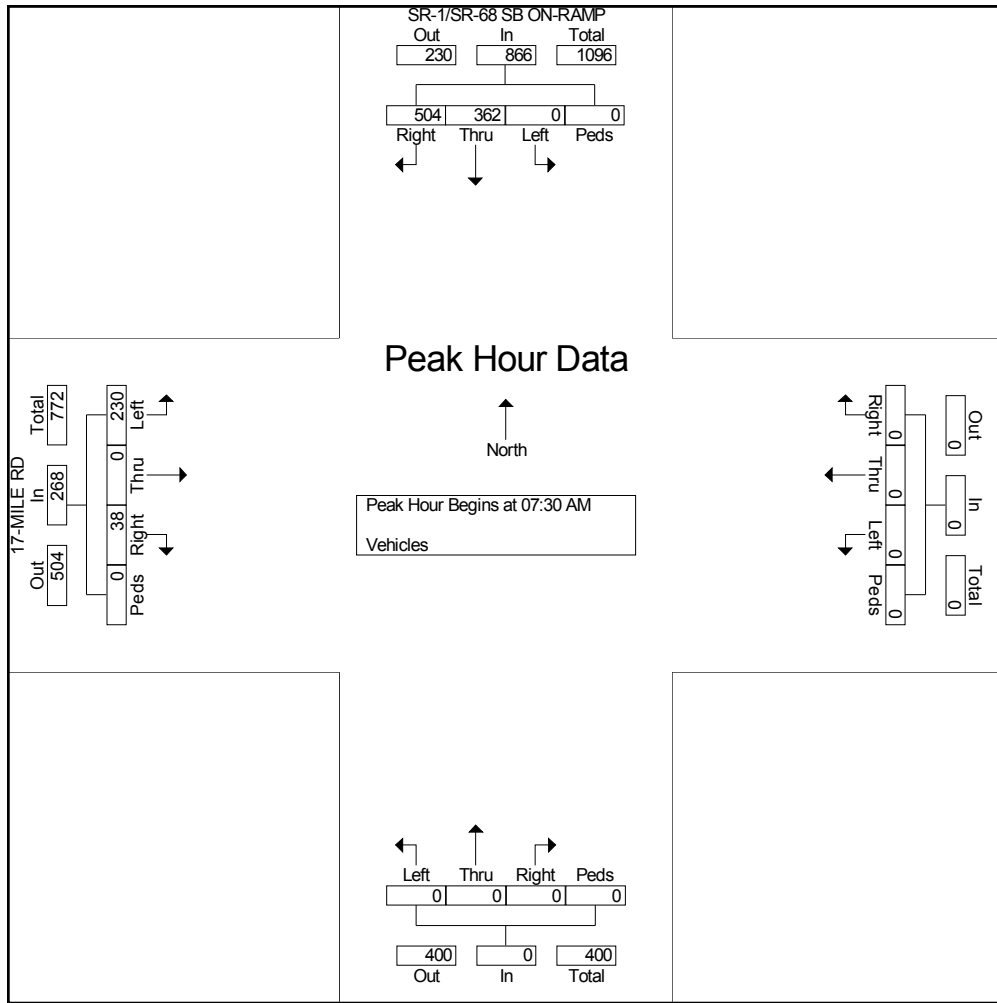 SR-1/SR-68 SB ON-RAMP
Out In Total
230 866 1096
504 362 0 0
Right Thru Left Peds
Peak Hour Data
North
Peak Hour Begins at 07:30 AM
Vehicles
17-MILE RD
Out In Total
504 268 772
0 38 0 230
Peds Right Thru Left
Out In Total
0 0 0
Right Thru Left Peds
0 0 0 0
Left Thru Right Peds
0 0 0 0
400 0 400
Out In Total